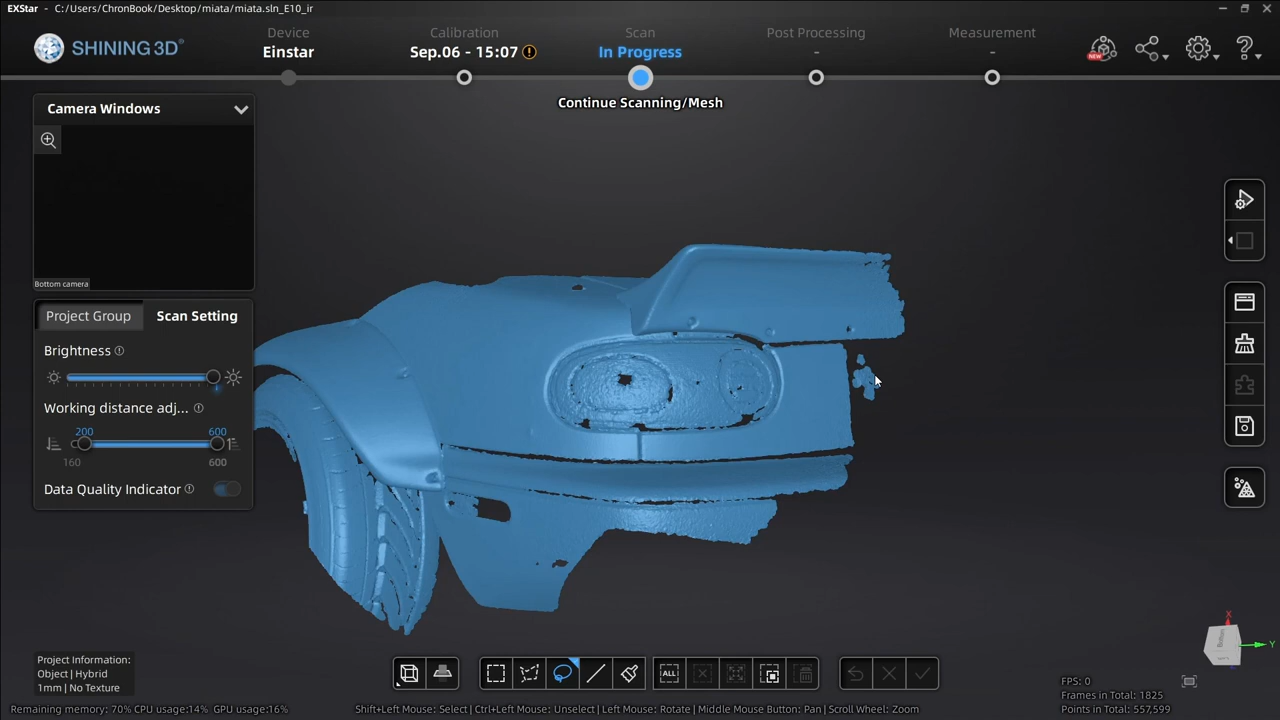 EXStar - C:/Users/ChronBook/Desktop/miata/miata.sln_E10_ir
SHINING 3D®
Device
Einstar
Calibration
Sep.06 - 15:07
Scan
In Progress
Post Processing
-
Measurement
-
NEW
Continue Scanning/Mesh
Camera Windows
Bottom camera
Project Group
Scan Setting
Brightness
Working distance adj...
200
600
160
600
Data Quality Indicator
Project Information:
Object | Hybrid
1mm | No Texture
ALL
X
Y
FPS: 0
Frames in Total: 1825
Points in Total: 557,599
Remaining memory: 70% CPU usage:14% GPU usage:16%
Shift+Left Mouse: Select | Ctrl+Left Mouse: Unselect | Left Mouse: Rotate | Middle Mouse Button: Pan | Scroll Wheel: Zoom